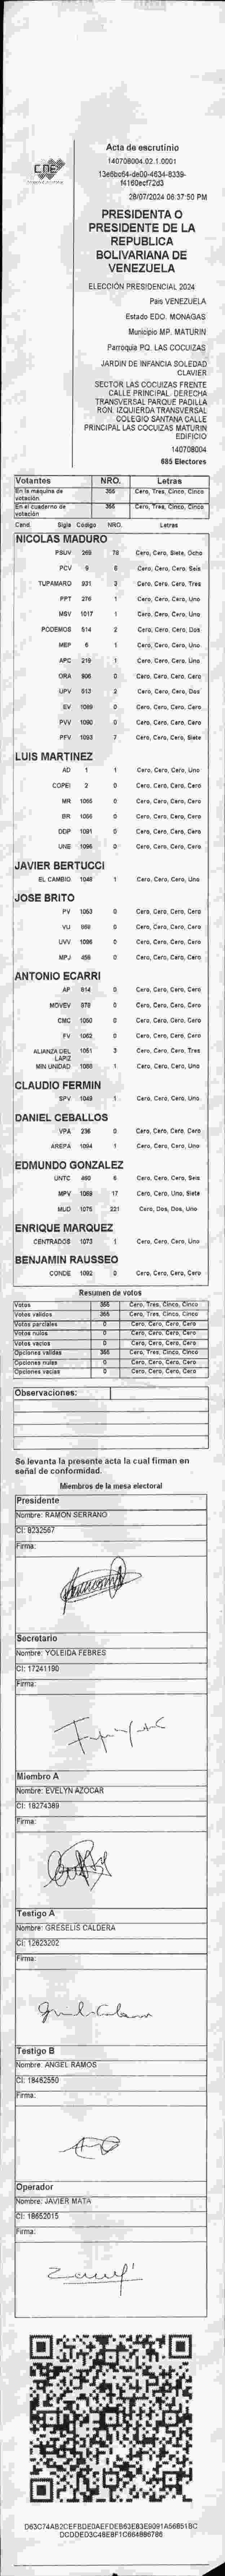 CNE
Acta de escrutinio
140708004.02.1.0001
28/07/2024 06:37:50 PM
PRESIDENTA O
PRESIDENTE DE LA
REPUBLICA
BOLIVARIANA DE
VENEZUELA
ELECCIÓN PRESIDENCIAL 2024
País VENEZUELA
Estado EDO. MONAGAS
Municipio MP. MATURIN
Parroquia PQ. LAS COCUIZAS
JARDIN DE INFANCIA SOLEDAD
CLAVIER
SECTOR LAS COCUIZAS FRENTE
CALLE PRINCIPAL. DERECHA
TRANSVERSAL PARQUE PADILLA
RON. IZQUIERDA TRANSVERSAL
COLEGIO SANTANA CALLE
PRINCIPAL LAS COCUIZAS MATURIN
EDIFICIO
140708004
685 Electores
Votantes NRO. Letras
En la máquina de votación 355 Cero, Tres, Cinco, Cinco
En el cuaderno de votación 355 Cero, Tres, Cinco, Cinco
Cand. Sigla Codigo NRO. Letras
NICOLAS MADURO
PSUV 269 78 Cero, Cero, Siete, Ocho
PCV 9 6 Cero, Cero, Cero, Seis
TUPAMARO 931 3 Cero, Cero, Cero, Tres
PPT 276 1 Cero, Cero, Cero, Uno
MSV 1017 1 Cero, Cero, Cero, Uno
PODEMOS 514 2 Cero, Cero, Cero, Dos
MEP 6 1 Cero, Cero, Cero, Uno
APC 219 1 Cero, Cero, Cero, Uno
ORA 906 0 Cero, Cero, Cero, Cero
UPV 513 2 Cero, Cero, Cero, Dos
EV 1089 0 Cero, Cero, Cero, Cero
PVV 1090 0 Cero, Cero, Cero, Cero
PFV 1093 7 Cero, Cero, Cero, Siete
LUIS MARTINEZ
AD 1 1 Cero, Cero, Cero, Uno
COPEI 2 0 Cero, Cero, Cero, Cero
MR 1065 0 Cero, Cero, Cero, Cero
BR 1056 0 Cero, Cero, Cero, Cero
DDP 1091 0 Cero, Cero, Cero, Cero
UNE 1096 0 Cero, Cero, Cero, Cero
JAVIER BERTUCCI
EL CAMBIO 1048 1 Cero, Cero, Cero, Uno
JOSE BRITO
PV 1053 0 Cero, Cero, Cero, Cero
VU 0 Cero, Cero, Cero, Cero
UVV 1098 0 Cero, Cero, Cero, Cero
MPJ 458 0 Cero, Cero, Cero, Cero
ANTONIO ECARRI
AP 914 0 Cero, Cero, Cero, Cero
MOVEV 979 0 Cero, Cero, Cero, Cero
CMC 1050 0 Cero, Cero, Cero, Cero
FV 1062 0 Cero, Cero, Cero, Cero
ALIANZA DEL LAPIZ 1051 3 Cero, Cero, Cero, Tres
MIN UNIDAD 1088 1 Cero, Cero, Cero, Uno
CLAUDIO FERMIN
SPV 1049 1 Cero, Cero, Cero, Uno
DANIEL CEBALLOS
VPA 236 0 Cero, Cero, Cero, Cero
AREPA 1094 1 Cero, Cero, Cero, Uno
EDMUNDO GONZALEZ
UNTC 460 6 Cero, Cero, Cero, Seis
MPV 1069 17 Cero, Cero, Uno, Siete
MUD 1075 221 Cero, Dos, Dos, Uno
ENRIQUE MARQUEZ
CENTRADOS 1073 1 Cero, Cero, Cero, Uno
BENJAMIN RAUSSEO
CONDE 1092 0 Cero, Cero, Cero, Cero
Resumen de votos
Votos 355 Cero, Tres, Cinco, Cinco
Votos validos 355 Cero, Tres, Cinco, Cinco
Votos parciales 0 Cero, Cero, Cero, Cero
Votos nulos 0 Cero, Cero, Cero, Cero
Votos vacios 0 Cero, Cero, Cero, Cero
Opciones validas 355 Cero, Tres, Cinco, Cinco
Opciones nulas 0 Cero, Cero, Cero, Cero
Opciones vacias 0 Cero, Cero, Cero, Cero
Observaciones:
Se levanta la presente acta la cual firman en
señal de conformidad.
Miembros de la mesa electoral
Presidente
Nombre: RAMON SERRANO
CI: 8232567
Firma:
Secretario
Nombre: YOLEIDA FEBRES
CI: 17241190
Firma:
Miembro A
Nombre: EVELYN AZOCAR
CI: 18274389
Firma:
Testigo A
Nombre: GRESELIS CALDERA
CI: 12623202
Firma:
Testigo B
Nombre: ANGEL RAMOS
CI: 18462550
Firma:
Operador
Nombre: JAVIER MATA
CI: 18652015
Firma: